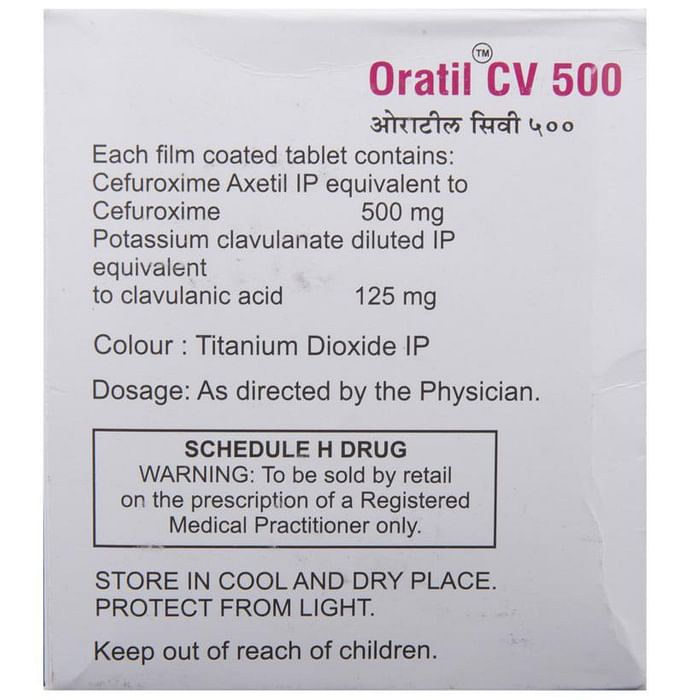 Oratil™ CV 500
ओराटील सिवी ५००
Each film coated tablet contains:
Cefuroxime Axetil IP equivalent to
Cefuroxime 500 mg
Potassium clavulanate diluted IP
equivalent
to clavulanic acid 125 mg
Colour : Titanium Dioxide IP
Dosage: As directed by the Physician.
SCHEDULE H DRUG
WARNING: To be sold by retail
on the prescription of a Registered
Medical Practitioner only.
STORE IN COOL AND DRY PLACE.
PROTECT FROM LIGHT.
Keep out of reach of children.